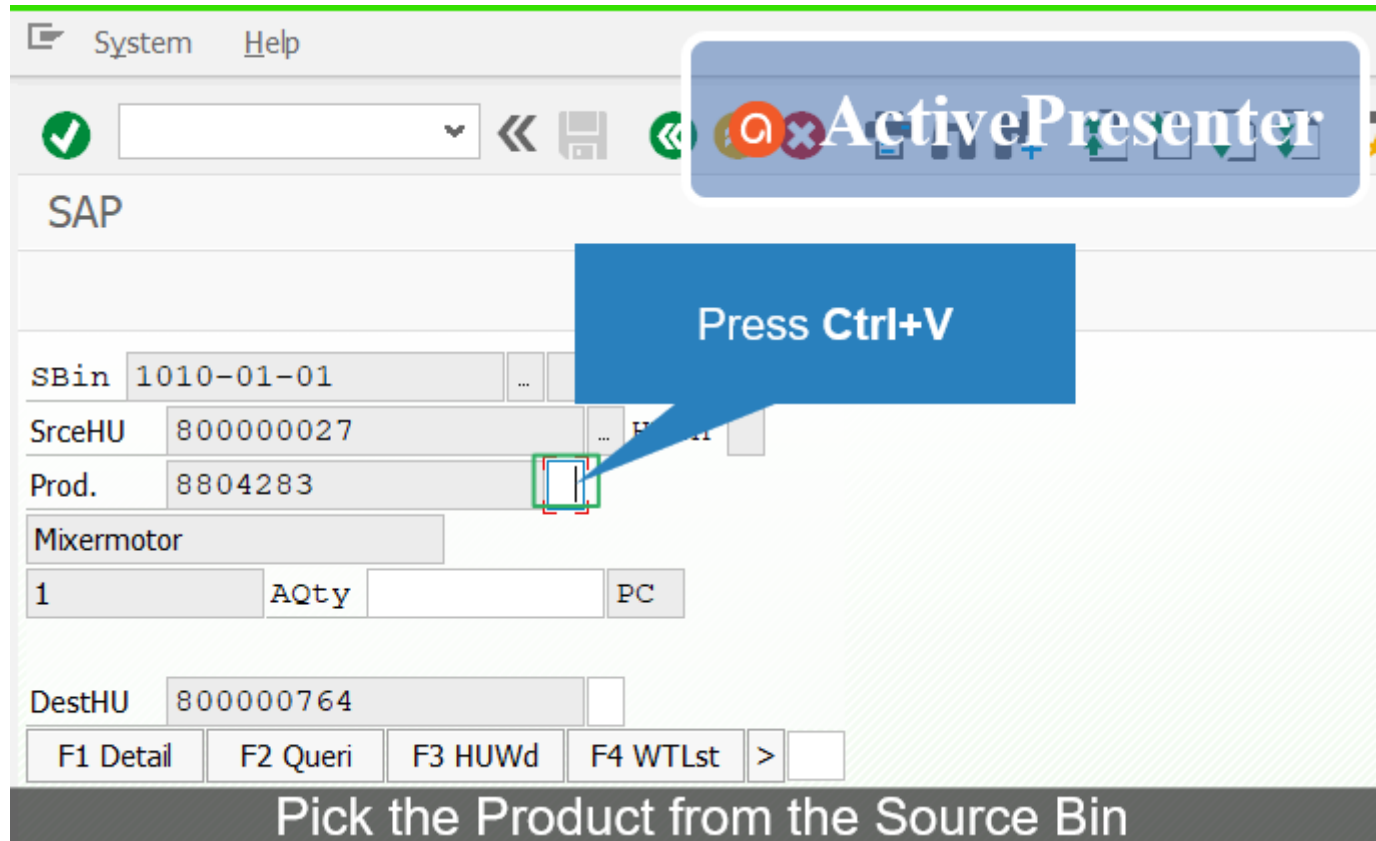 System Help
ActivePresenter
SAP
Press Ctrl+V
SBin 1010-01-01 ...
SrceHU 800000027 ...
Prod. 8804283
Mixermotor
1 AQty PC
DestHU 800000764
F1 Detail F2 Queri F3 HUWd F4 WTLst >
Pick the Product from the Source Bin